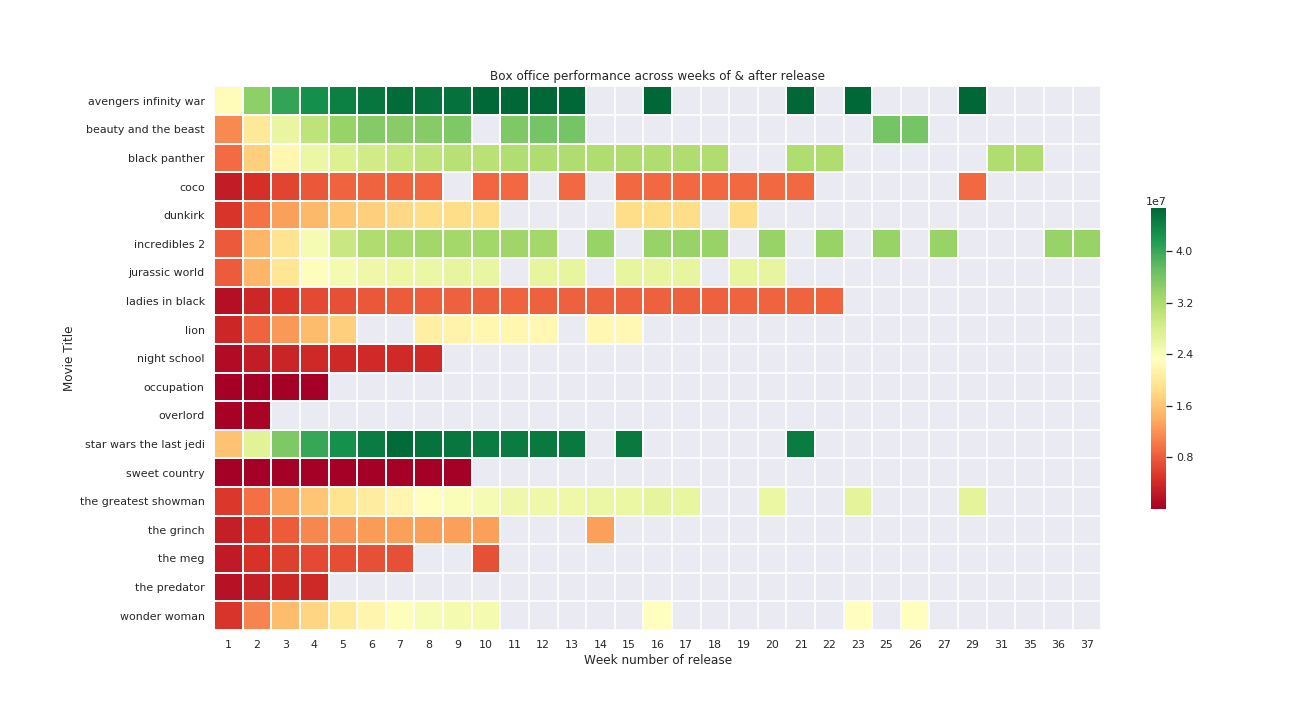 Box office performance across weeks of & after release
avengers infinity war
beauty and the beast
black panther
coco
dunkirk
incredibles 2
jurassic world
ladies in black
lion
night school
occupation
overlord
star wars the last jedi
sweet country
the greatest showman
the grinch
the meg
the predator
wonder woman
Movie Title
1 2 3 4 5 6 7 8 9 10 11 12 13 14 15 16 17 18 19 20 21 22 23 25 26 27 29 31 35 36 37
Week number of release
1e7
4.0
3.2
2.4
1.6
0.8